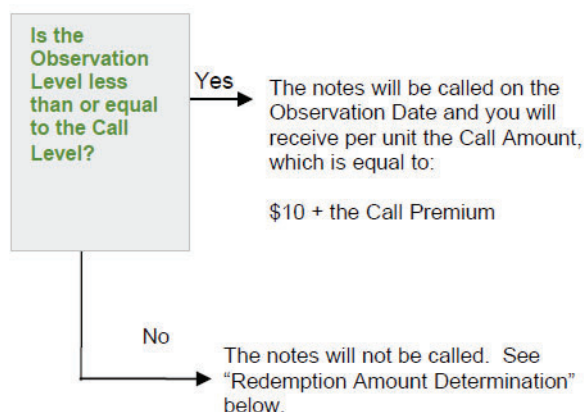 Is the
Observation
Level less
than or equal
to the Call
Level?
Yes
The notes will be called on the
Observation Date and you will
receive per unit the Call Amount,
which is equal to:
$10 + the Call Premium
No
The notes will not be called.  See
“Redemption Amount Determination”
below.